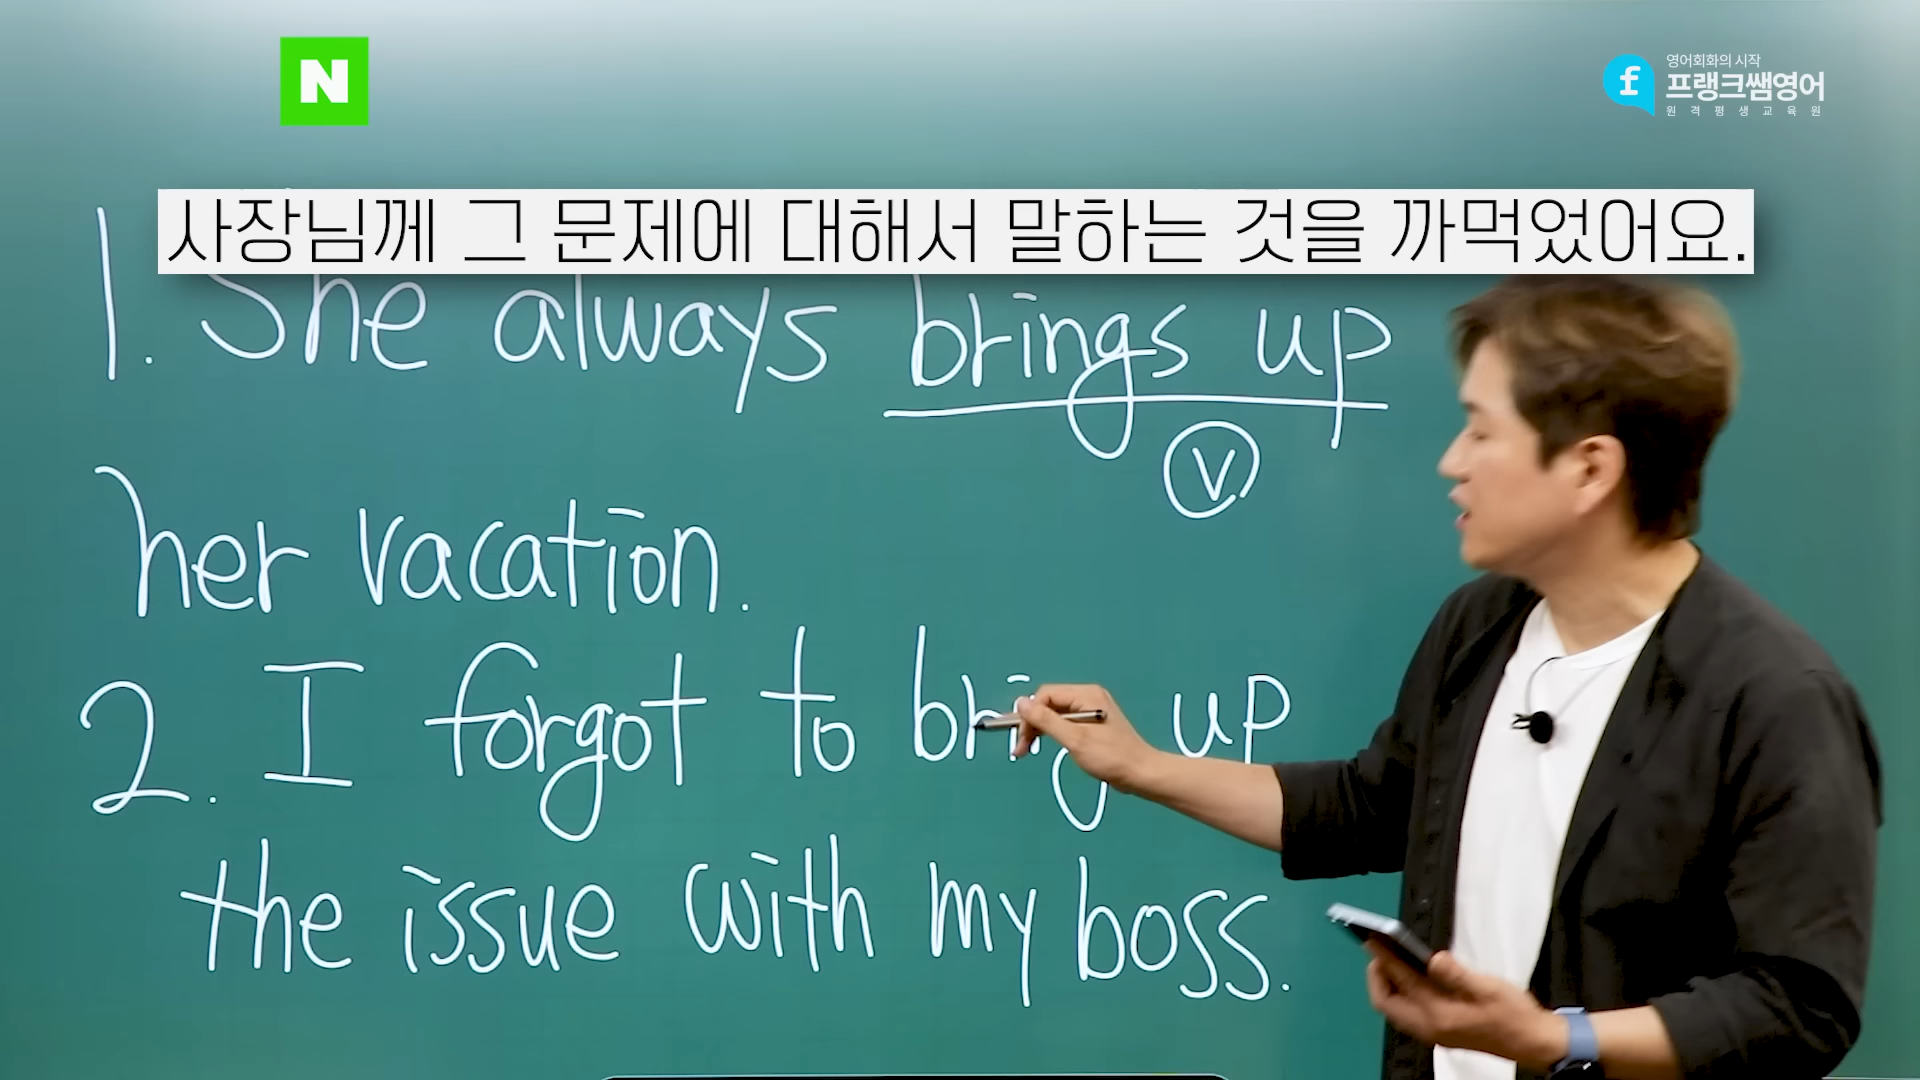 N
영어회화의 시작
프랭크쌤영어
원격평생교육원
사장님께 그 문제에 대해서 말하는 것을 까먹었어요.
1. She always brings up
V
her vacation.
2. I forgot to bring up
the issue with my boss.